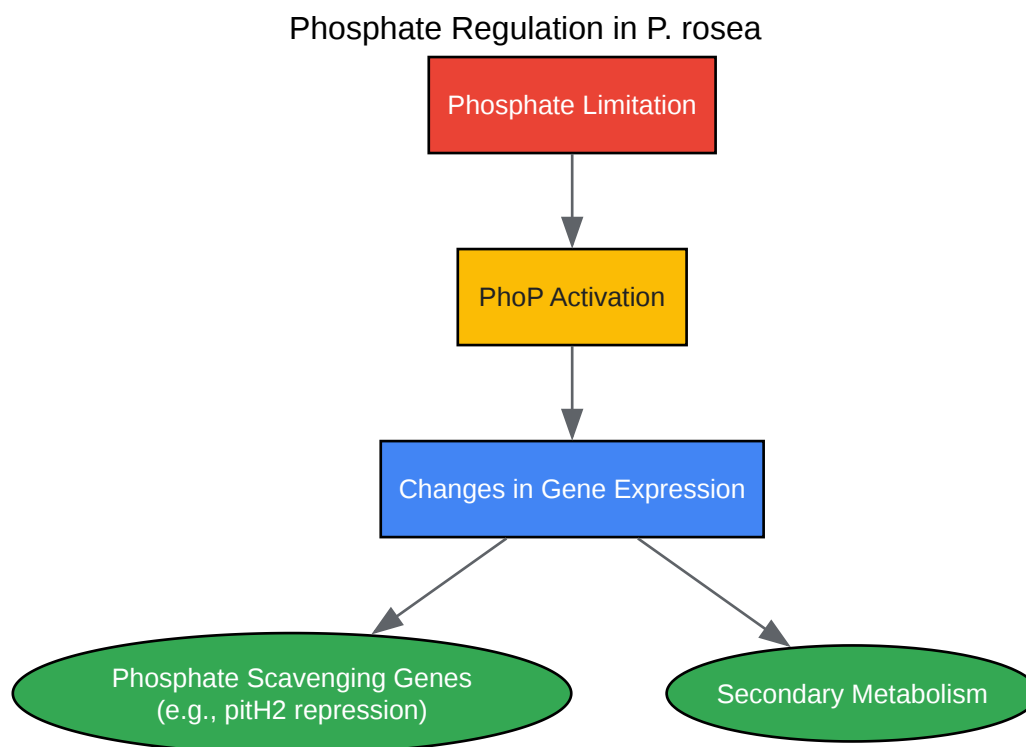 Phosphate Regulation in P. rosea
Phosphate Limitation
PhoP Activation
Changes in Gene Expression
Phosphate Scavenging Genes
(e.g., pitH2 repression)
Secondary Metabolism